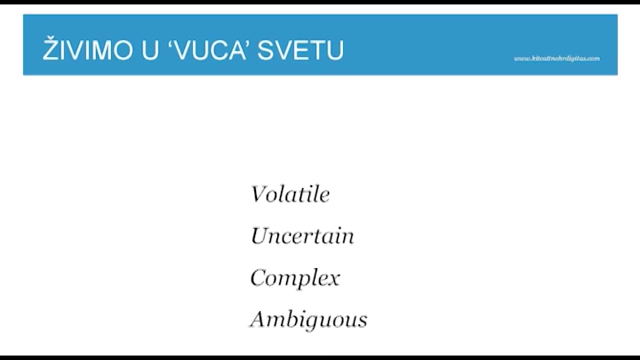 ŽIVIMO U ‘VUCA’ SVETU
Volatile
Uncertain
Complex
Ambiguous